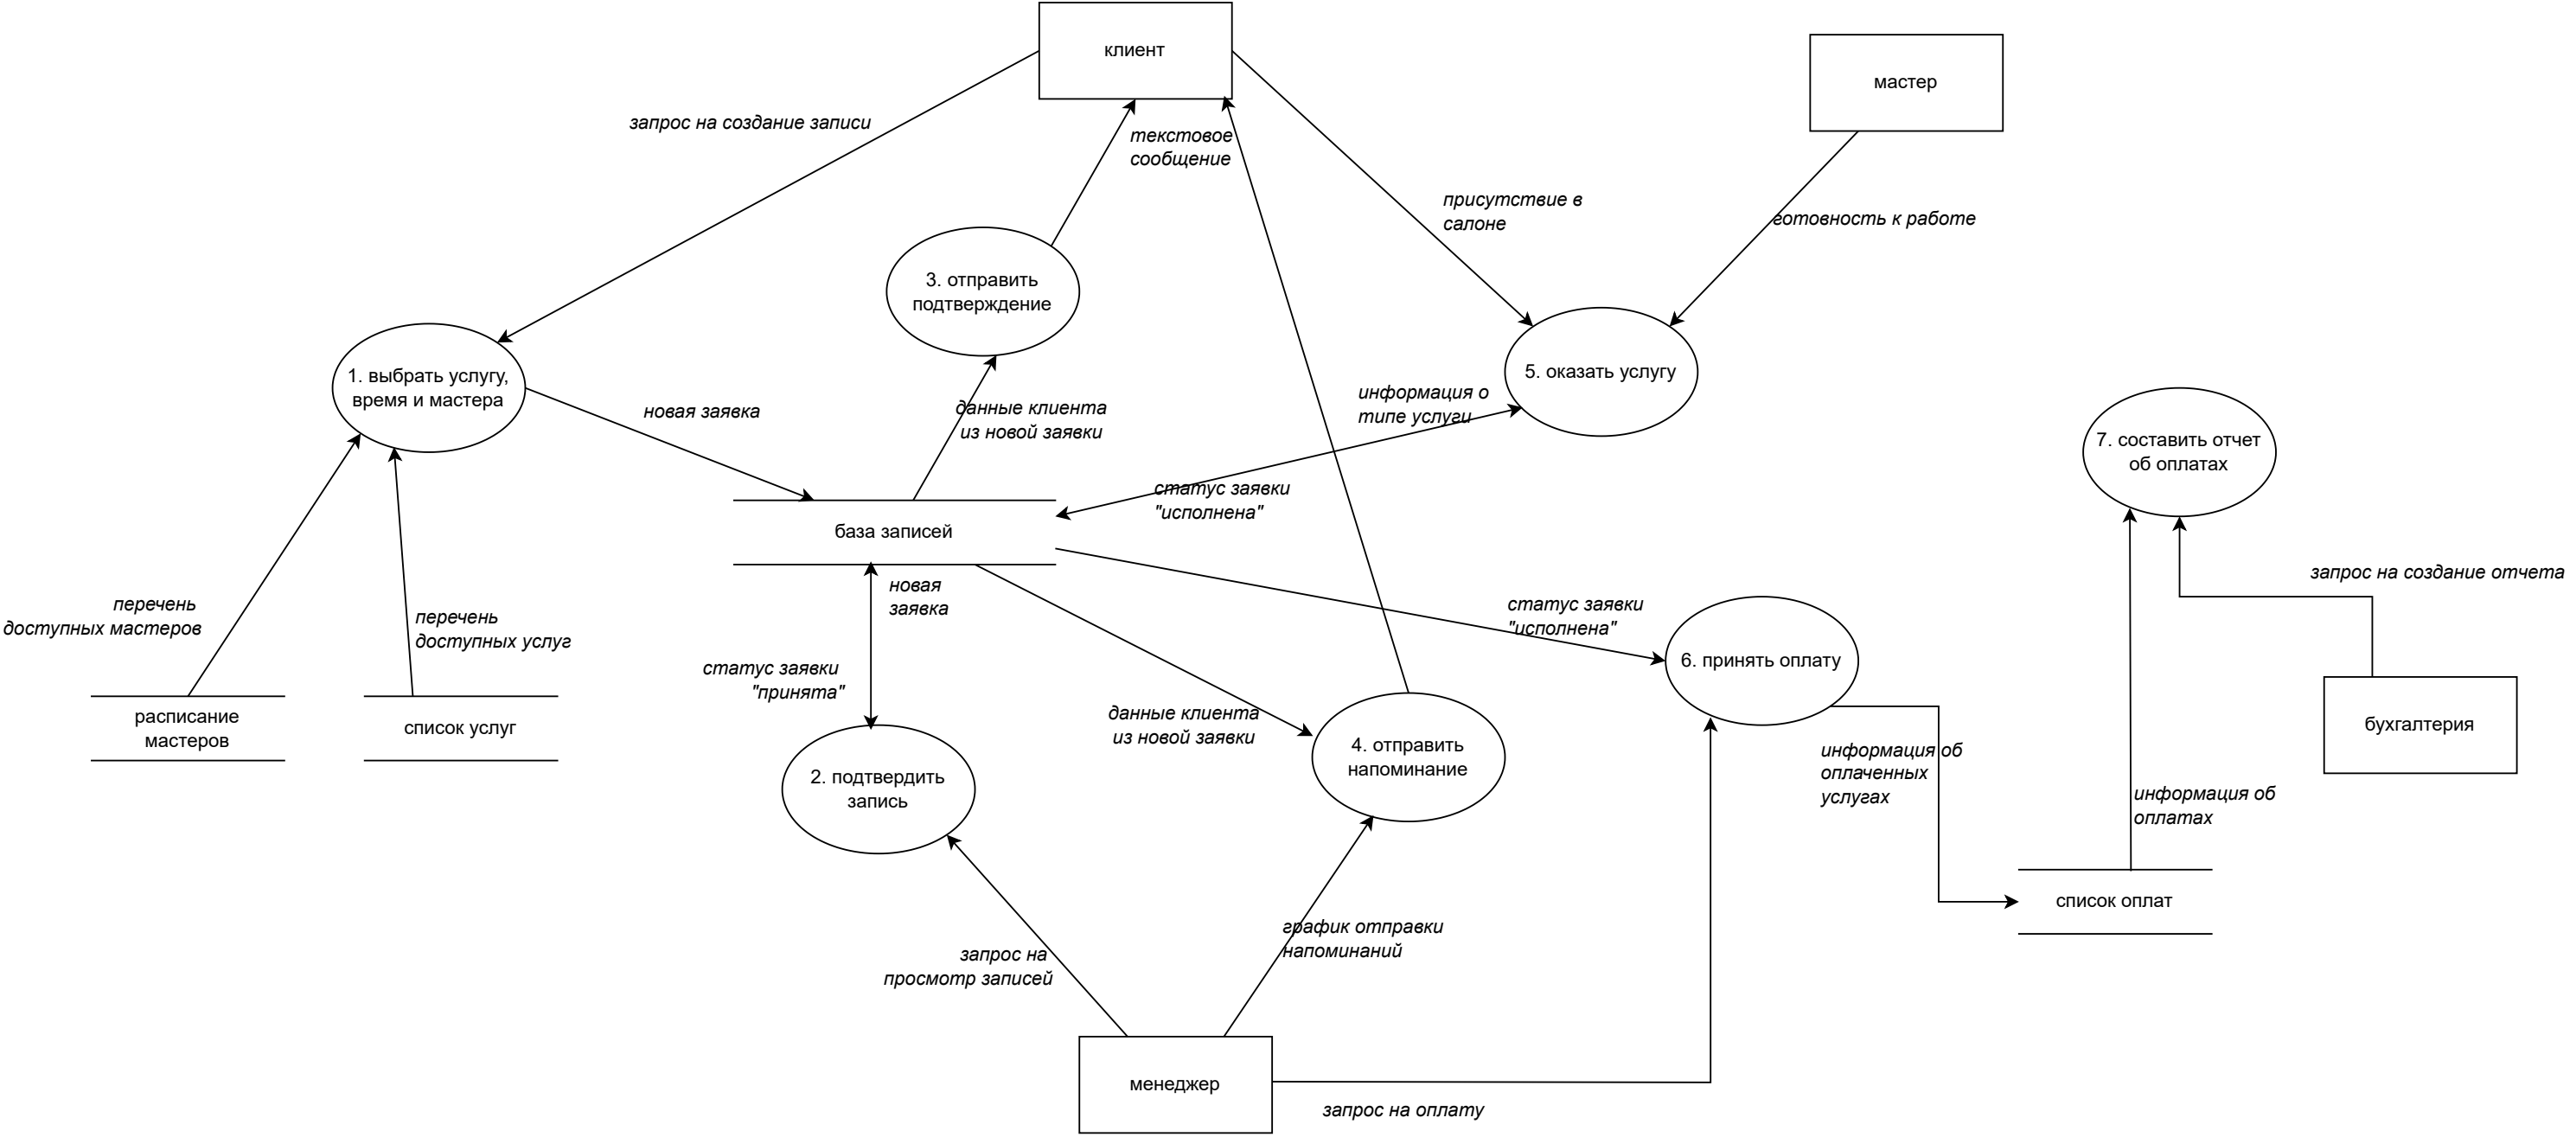 клиент
мастер
запрос на создание записи
текстовое
сообщение
присутствие в
салоне
готовность к работе
3. отправить
подтверждение
1. выбрать услугу,
время и мастера
5. оказать услугу
новая заявка
данные клиента
из новой заявки
информация о
типе услуги
7. составить отчет
об оплатах
статус заявки
"исполнена"
база записей
запрос на создание отчета
новая
заявка
перечень
доступных мастеров
перечень
доступных услуг
статус заявки
"исполнена"
6. принять оплату
статус заявки
"принята"
расписание
мастеров
список услуг
данные клиента
из новой заявки
4. отправить
напоминание
бухгалтерия
2. подтвердить
запись
информация об
оплаченных
услугах
информация об
оплатах
список оплат
график отправки
напоминаний
запрос на
просмотр записей
менеджер
запрос на оплату